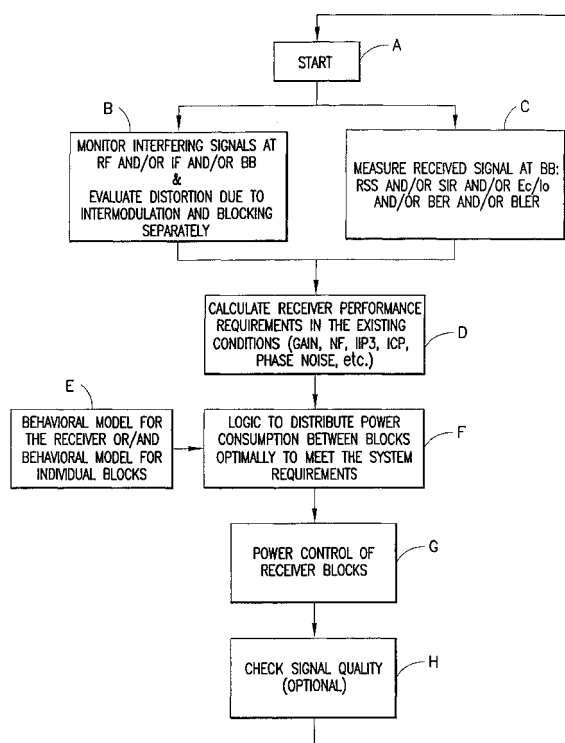 A
START
B
MONITOR INTERFERING SIGNALS AT
RF AND/OR IF AND/OR BB
&
EVALUATE DISTORTION DUE TO
INTERMODULATION AND BLOCKING
SEPARATELY
C
MEASURE RECEIVED SIGNAL AT BB:
RSS AND/OR SIR AND/OR Ec/Io
AND/OR BER AND/OR BLER
CALCULATE RECEIVER PERFORMANCE
REQUIREMENTS IN THE EXISTING
CONDITIONS (GAIN, NF, IIP3, ICP,
PHASE NOISE, etc.)
D
E
BEHAVIORAL MODEL FOR
THE RECEIVER OR/AND
BEHAVIORAL MODEL FOR
INDIVIDUAL BLOCKS
LOGIC TO DISTRIBUTE POWER
CONSUMPTION BETWEEN BLOCKS
OPTIMALLY TO MEET THE SYSTEM
REQUIREMENTS
F
POWER CONTROL OF
RECEIVER BLOCKS
G
CHECK SIGNAL QUALITY
(OPTIONAL)
H